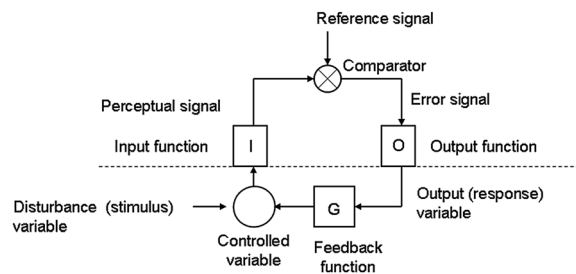 Reference signal
Comparator
Perceptual signal
Error signal
Input function
I
O
Output function
Disturbance (stimulus)
variable
G
Output (response)
variable
Controlled
variable
Feedback
function